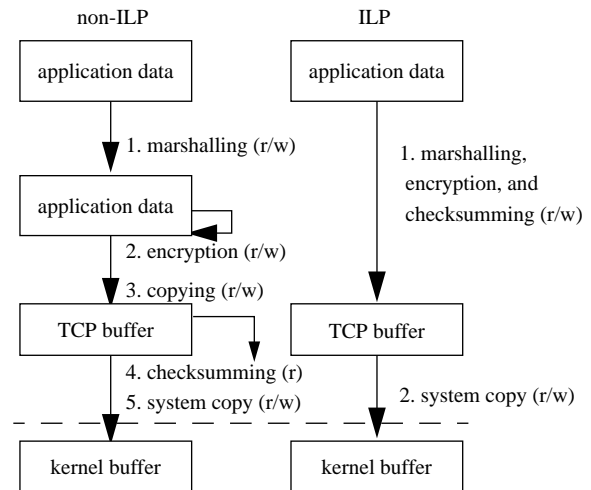 non-ILP
application data
1. marshalling (r/w)
application data
2. encryption (r/w)
3. copying (r/w)
TCP buffer
4. checksumming (r)
5. system copy (r/w)
kernel buffer
ILP
application data
1. marshalling,
encryption, and
checksumming (r/w)
TCP buffer
2. system copy (r/w)
kernel buffer